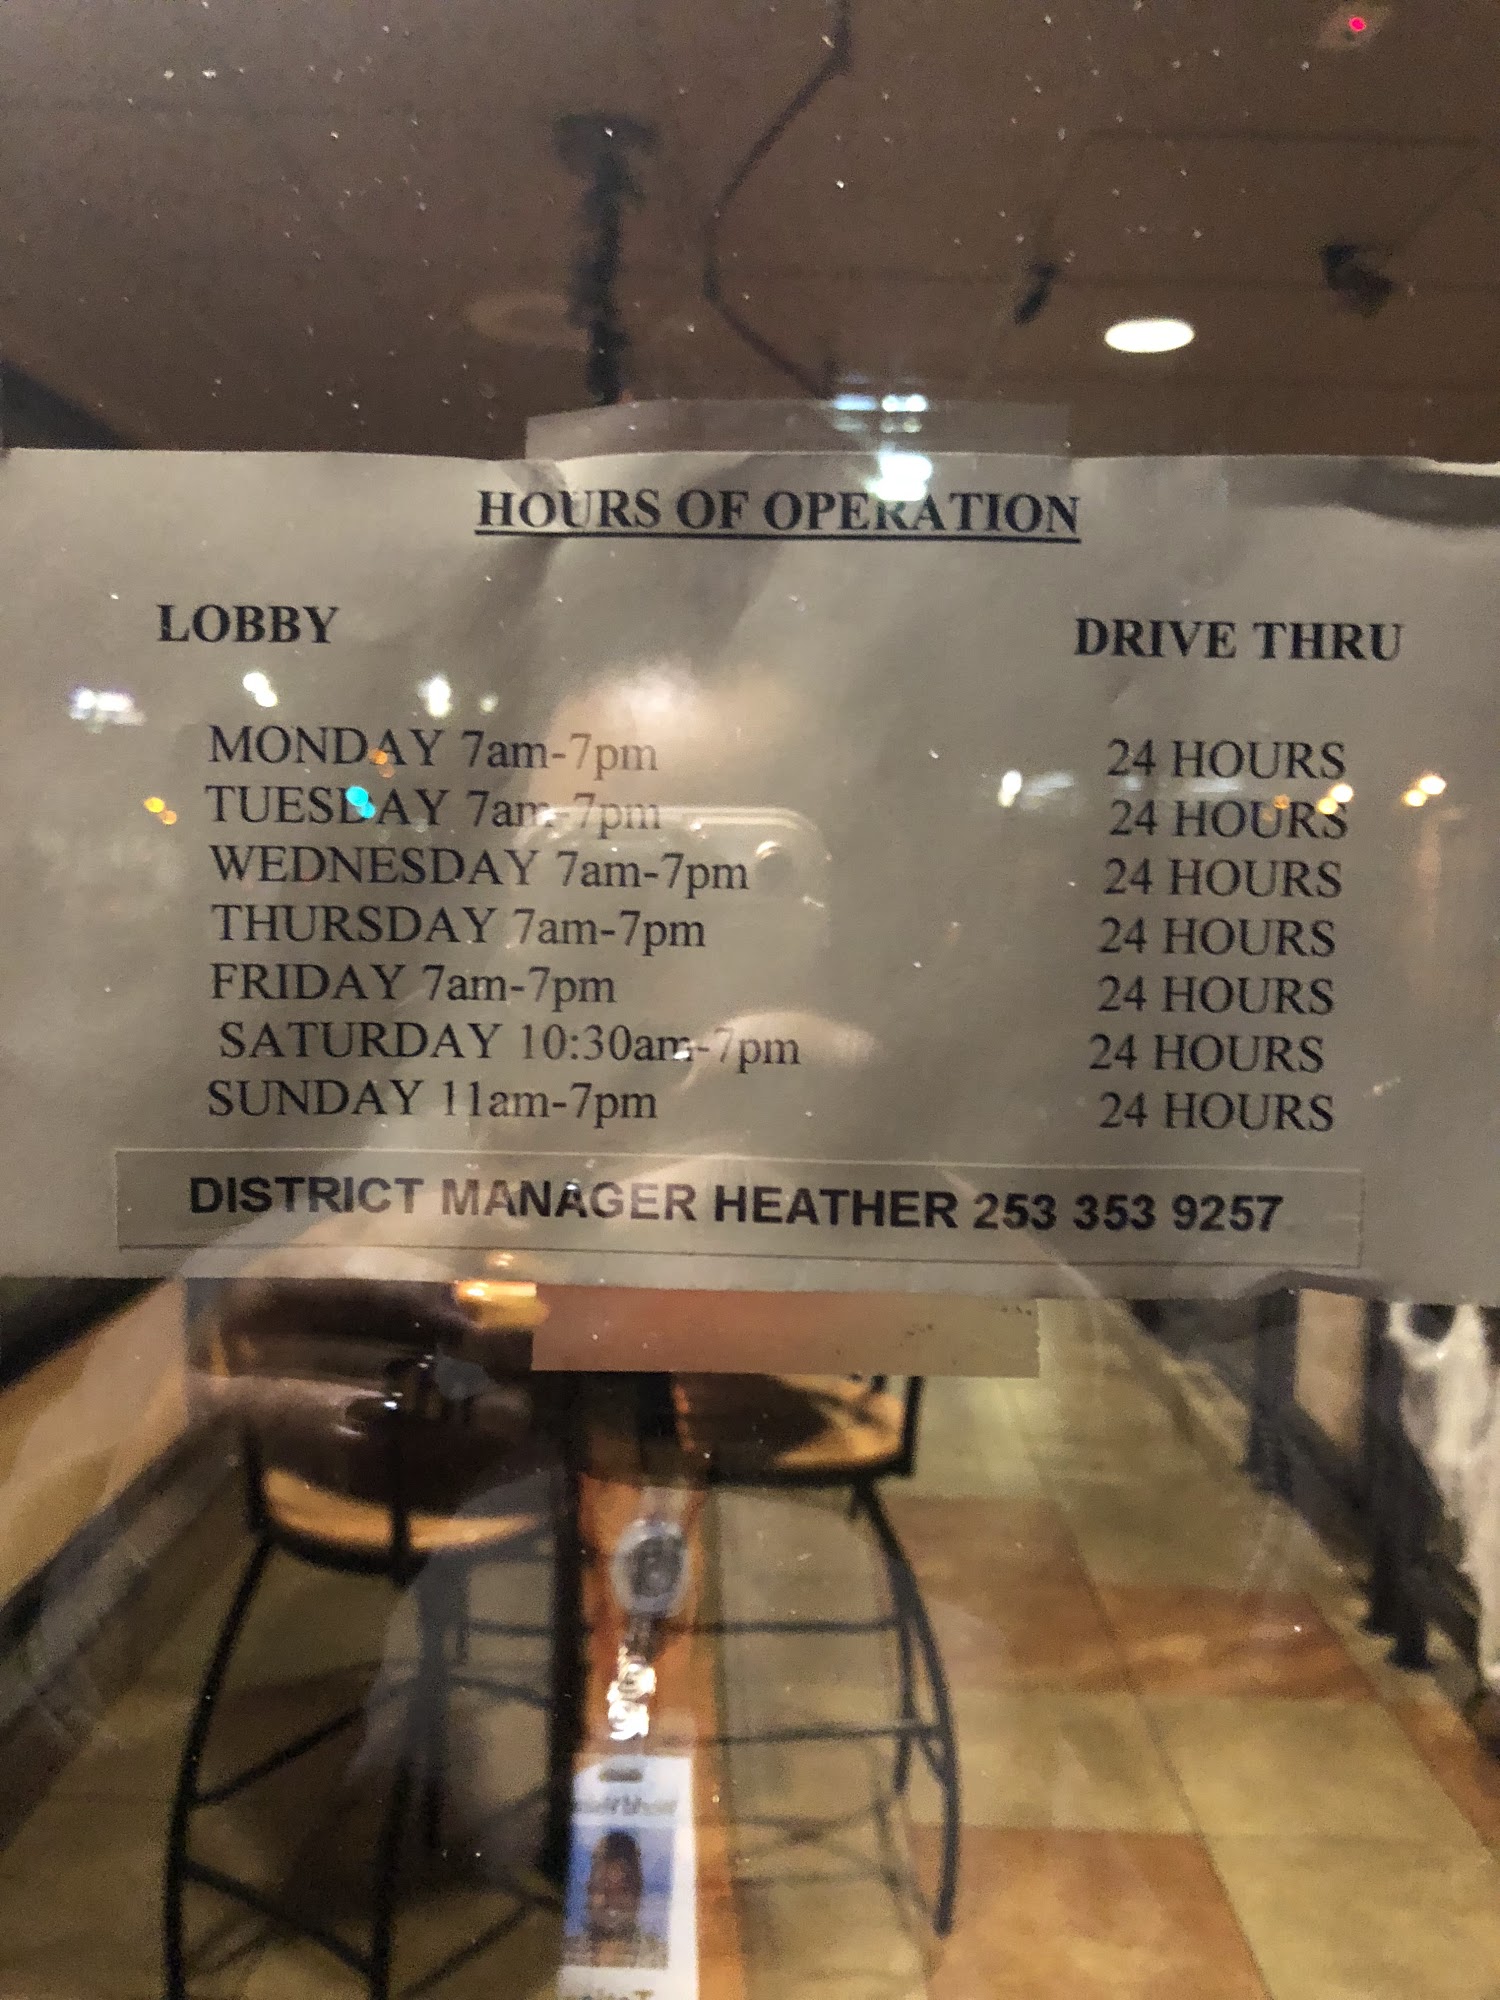 HOURS OF OPERATION
LOBBY DRIVE THRU
MONDAY 7am-7pm 24 HOURS
TUESDAY 7am-7pm 24 HOURS
WEDNESDAY 7am-7pm 24 HOURS
THURSDAY 7am-7pm 24 HOURS
FRIDAY 7am-7pm 24 HOURS
SATURDAY 10:30am-7pm 24 HOURS
SUNDAY 11am-7pm 24 HOURS
DISTRICT MANAGER HEATHER 253 353 9257